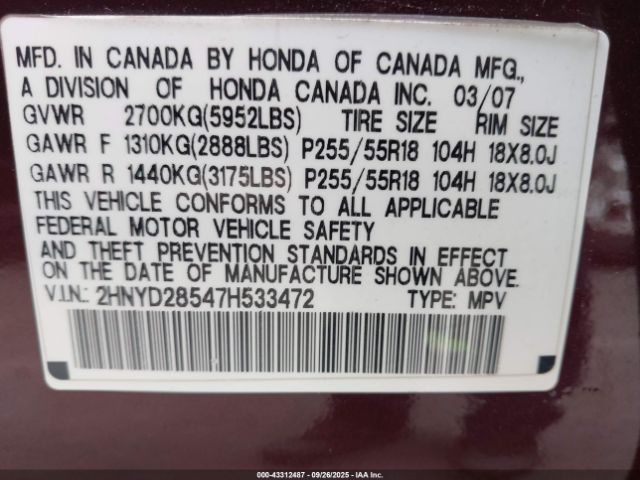 MFD. IN CANADA BY HONDA OF CANADA MFG.,
A DIVISION OF HONDA CANADA INC. 03/07
GVWR 2700KG(5952LBS) TIRE SIZE RIM SIZE
GAWR F 1310KG(2888LBS) P255/55R18 104H 18X8.0J
GAWR R 1440KG(3175LBS) P255/55R18 104H 18X8.0J
THIS VEHICLE CONFORMS TO ALL APPLICABLE
FEDERAL MOTOR VEHICLE SAFETY
AND THEFT PREVENTION STANDARDS IN EFFECT
ON THE DATE OF MANUFACTURE SHOWN ABOVE.
V.I.N.: 2HNYD28547H533472 TYPE: MPV
000-43312487 - 09/26/2025 - IAA Inc.